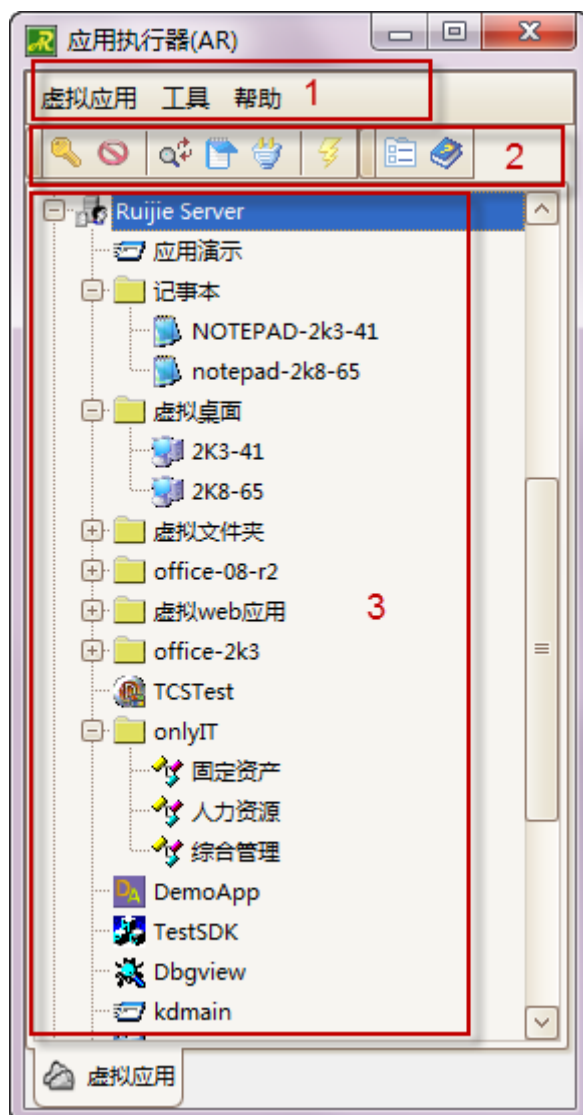 应用执行器(AR)
虚拟应用 工具 帮助 1
2
Ruijie Server
应用演示
记事本
NOTEPAD-2k3-41
notepad-2k8-65
虚拟桌面
2K3-41
2K8-65
虚拟文件夹
office-08-r2
虚拟web应用 3
office-2k3
TCSTest
onlyIT
固定资产
人力资源
综合管理
DemoApp
TestSDK
Dbgview
kdmain
虚拟应用